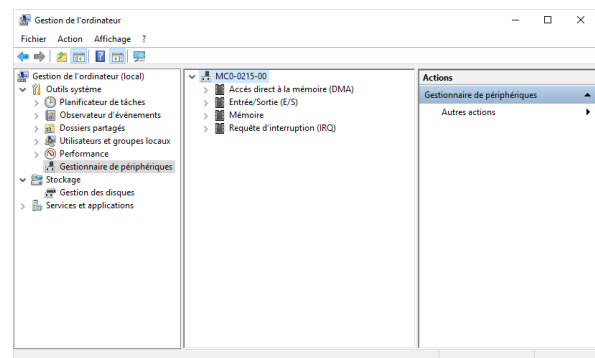 Gestion de l'ordinateur
Fichier Action Affichage ?
Gestion de l'ordinateur (local)
Outils système
Planificateur de tâches
Observateur d'événements
Dossiers partagés
Utilisateurs et groupes locaux
Performance
Gestionnaire de périphériques
Stockage
Gestion des disques
Services et applications
MC0-0215-00
Accès direct à la mémoire (DMA)
Entrée/Sortie (E/S)
Mémoire
Requête d'interruption (IRQ)
Actions
Gestionnaire de périphériques
Autres actions